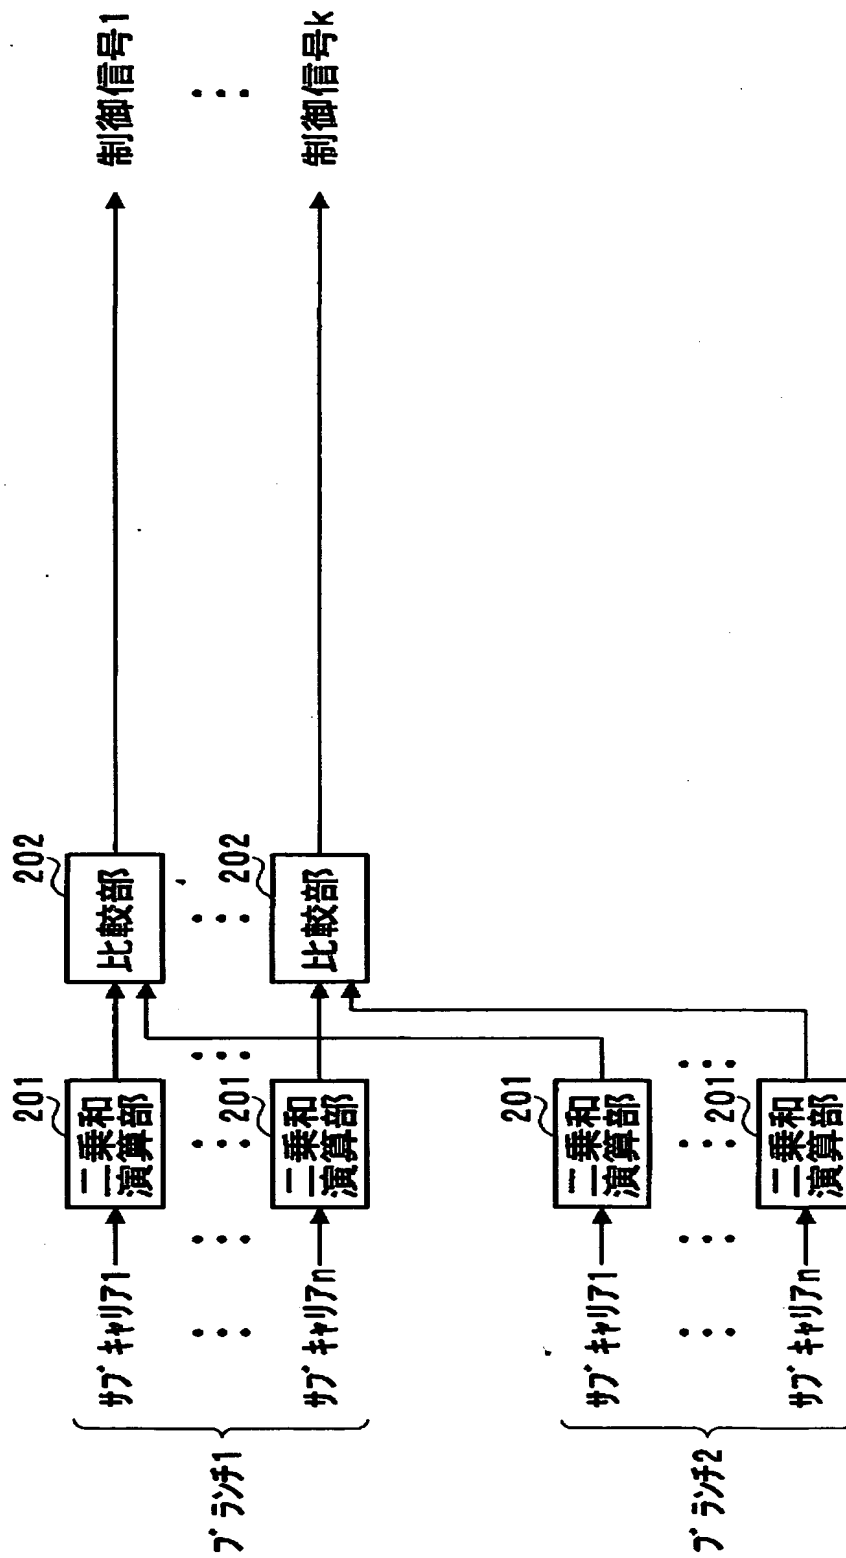 ブランチ1
サブキャリア1
201
二乗和
演算部
202
比較部
制御信号1
サブキャリアn
201
二乗和
演算部
202
比較部
制御信号k
ブランチ2
サブキャリア1
201
二乗和
演算部
サブキャリアn
201
二乗和
演算部